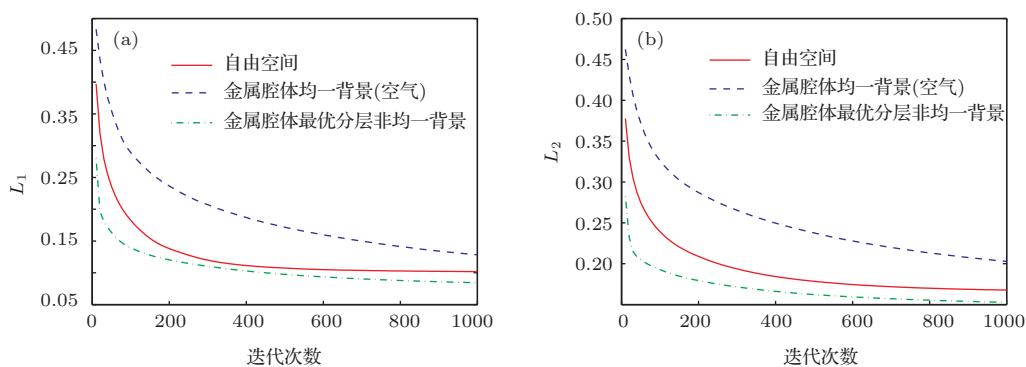 (a)
自由空间
金属腔体均一背景(空气)
金属腔体最优分层非均一背景
L1
0.45
0.35
0.25
0.15
0.05
0 200 400 600 800 1000
迭代次数
(b)
自由空间
金属腔体均一背景(空气)
金属腔体最优分层非均一背景
L2
0.50
0.45
0.40
0.35
0.30
0.25
0.20
0 200 400 600 800 1000
迭代次数